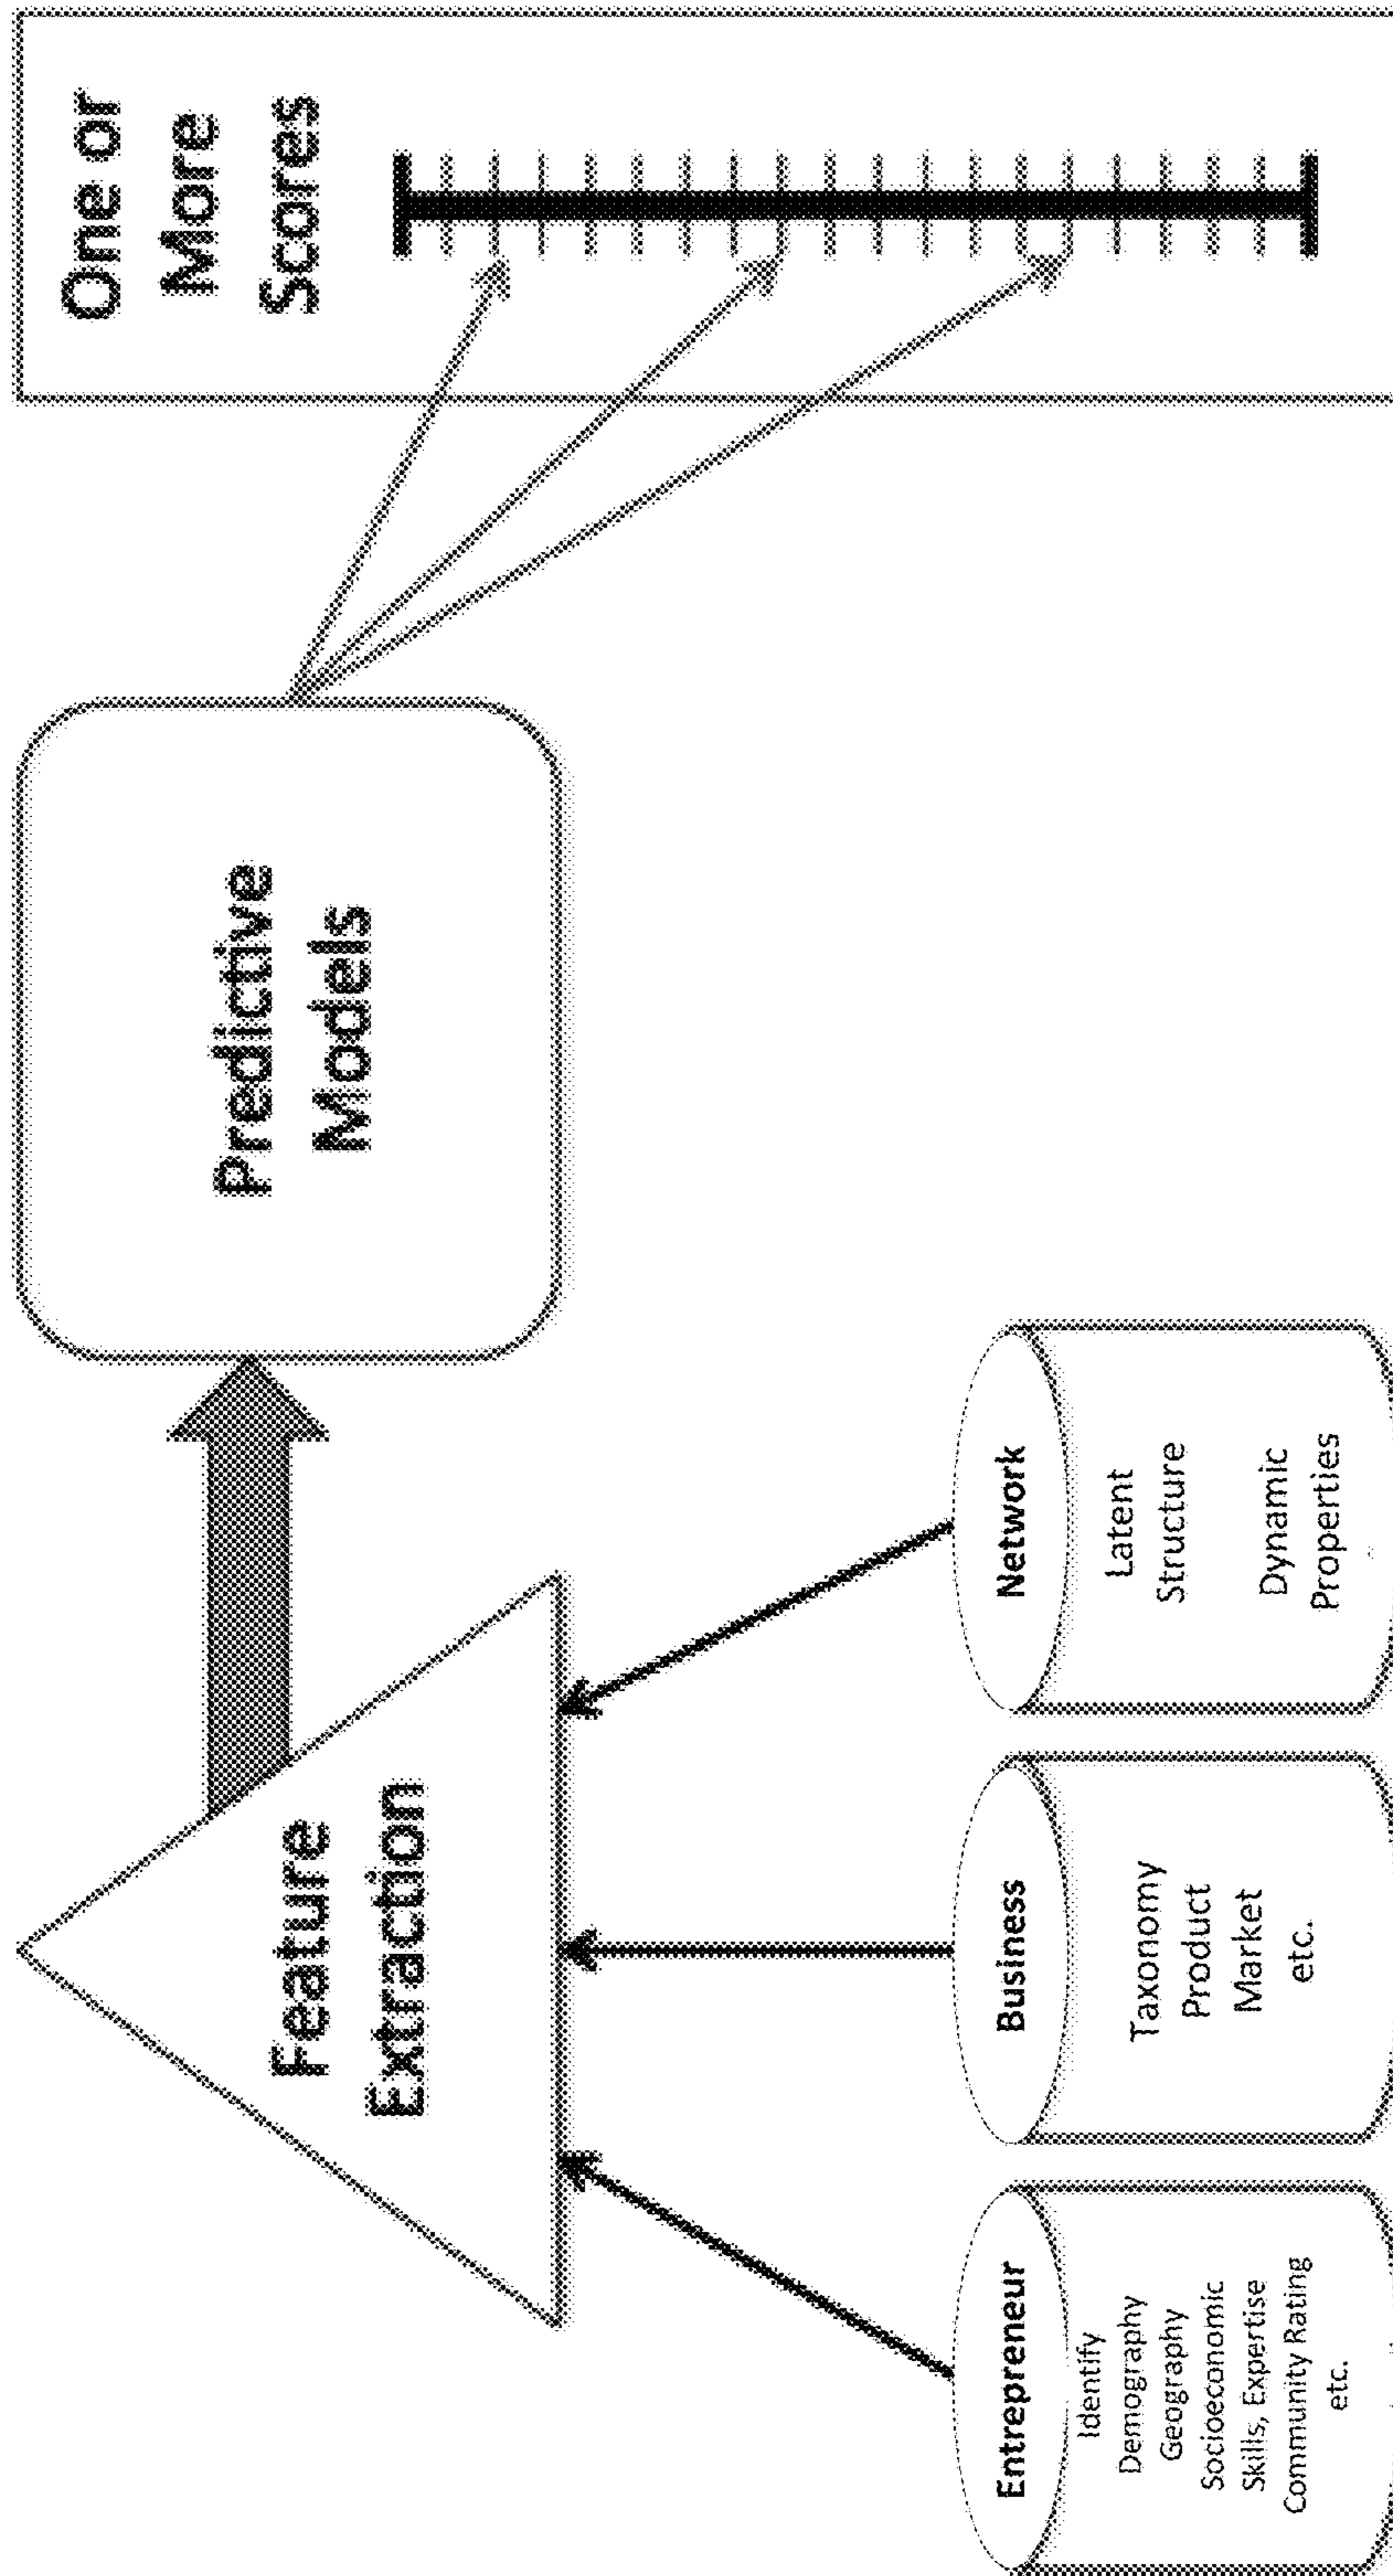 Feature
Extraction
Predictive
Models
One or
More
Scores
Entrepreneur
Identify
Demography
Geography
Socioeconomic
Skills, Expertise
Community Rating
etc.
Business
Taxonomy
Product
Market
etc.
Network
Latent
Structure
Dynamic
Properties